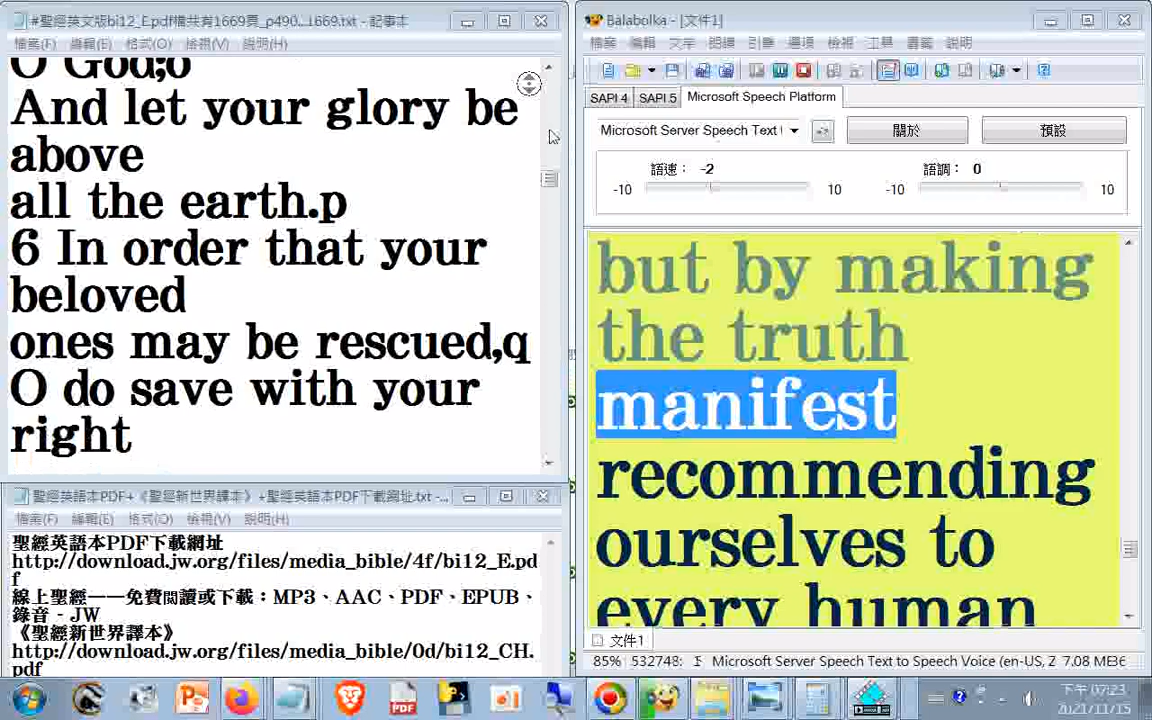 #聖經英文版bi12_E.pdf檔共有1669頁_p490...1669.txt - 記事本
檔案(F) 編輯(E) 格式(O) 檢視(V) 說明(H)
O God;o
And let your glory be
above
all the earth.p
6 In order that your
beloved
ones may be rescued,q
O do save with your
right
聖經英語本PDF+《聖經新世界譯本》+聖經英語本PDF下載網址.txt -...
檔案(F) 編輯(E) 格式(O) 檢視(V) 說明(H)
聖經英語本PDF下載網址
http://download.jw.org/files/media_bible/4f/bi12_E.pd
f
線上聖經——免費閱讀或下載：MP3、AAC、PDF、EPUB、
錄音 - JW
《聖經新世界譯本》
http://download.jw.org/files/media_bible/0d/bi12_CH.
pdf
Balabolka - [文件1]
檔案 編輯 文字 朗讀 引擎 選項 檢視 工具 書籤 說明
SAPI 4 SAPI 5 Microsoft Speech Platform
Microsoft Server Speech Text 關於 預設
語速： -2 語調： 0
-10 10 -10 10
but by making
the truth
manifest
recommending
ourselves to
every human
文件1
85% 532748: Microsoft Server Speech Text to Speech Voice (en-US, Z 7.08 MB
下午 07:23
2021/11/15